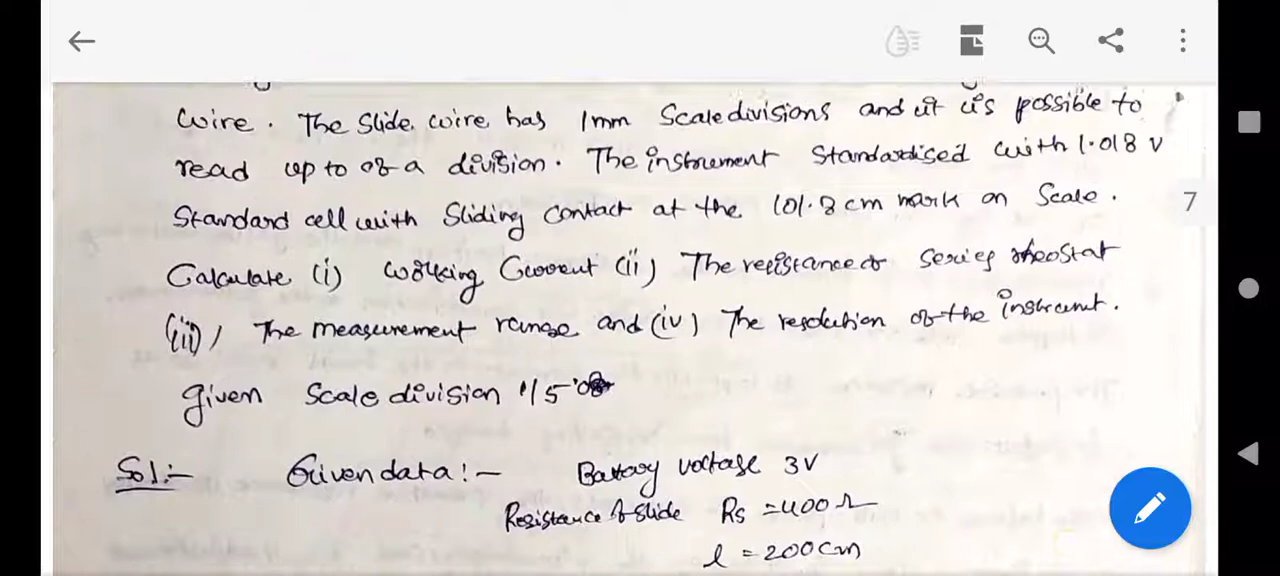 wire. The slide wire has 1mm Scale divisions and it is possible to
read up to of a division. The instrument Standardised with 1.018 V
Standard cell with Sliding contact at the 101.8 cm mark on Scale.
Calculate (i) working Current (ii) The resistance of series rheostat
(iii), The measurement range and (iv) The resolution of the instrument.
given Scale division 1/5
7
Sol:- Given data:- Battery voltage 3V
Resistance of slide Rs = 400 Ω
l = 200cm